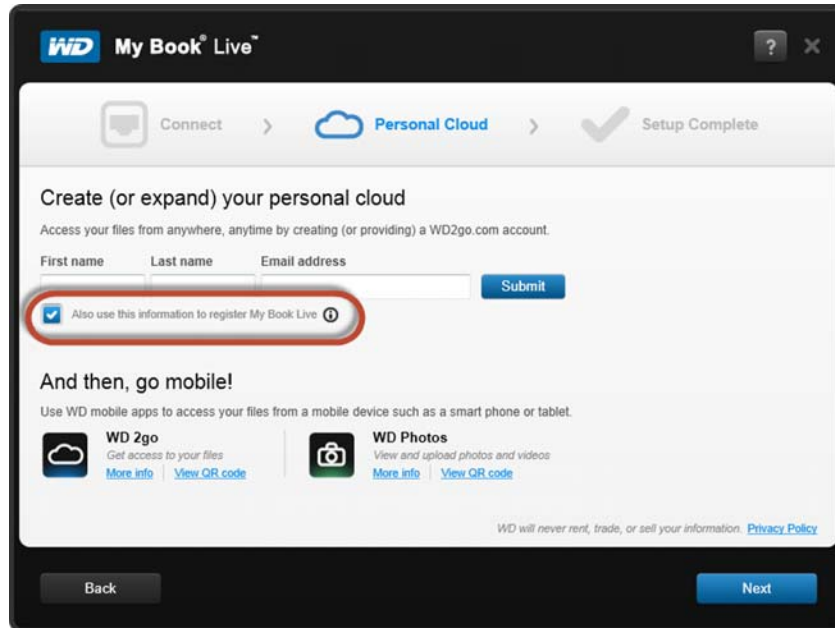 WD My Book® Live™ ?
Connect > Personal Cloud > Setup Complete
Create (or expand) your personal cloud
Access your files from anywhere, anytime by creating (or providing) a WD2go.com account.
First name Last name Email address
Submit
Also use this information to register My Book Live
And then, go mobile!
Use WD mobile apps to access your files from a mobile device such as a smart phone or tablet.
WD 2go
Get access to your files
More info | View QR code
WD Photos
View and upload photos and videos
More info | View QR code
WD will never rent, trade, or sell your information. Privacy Policy
Back Next